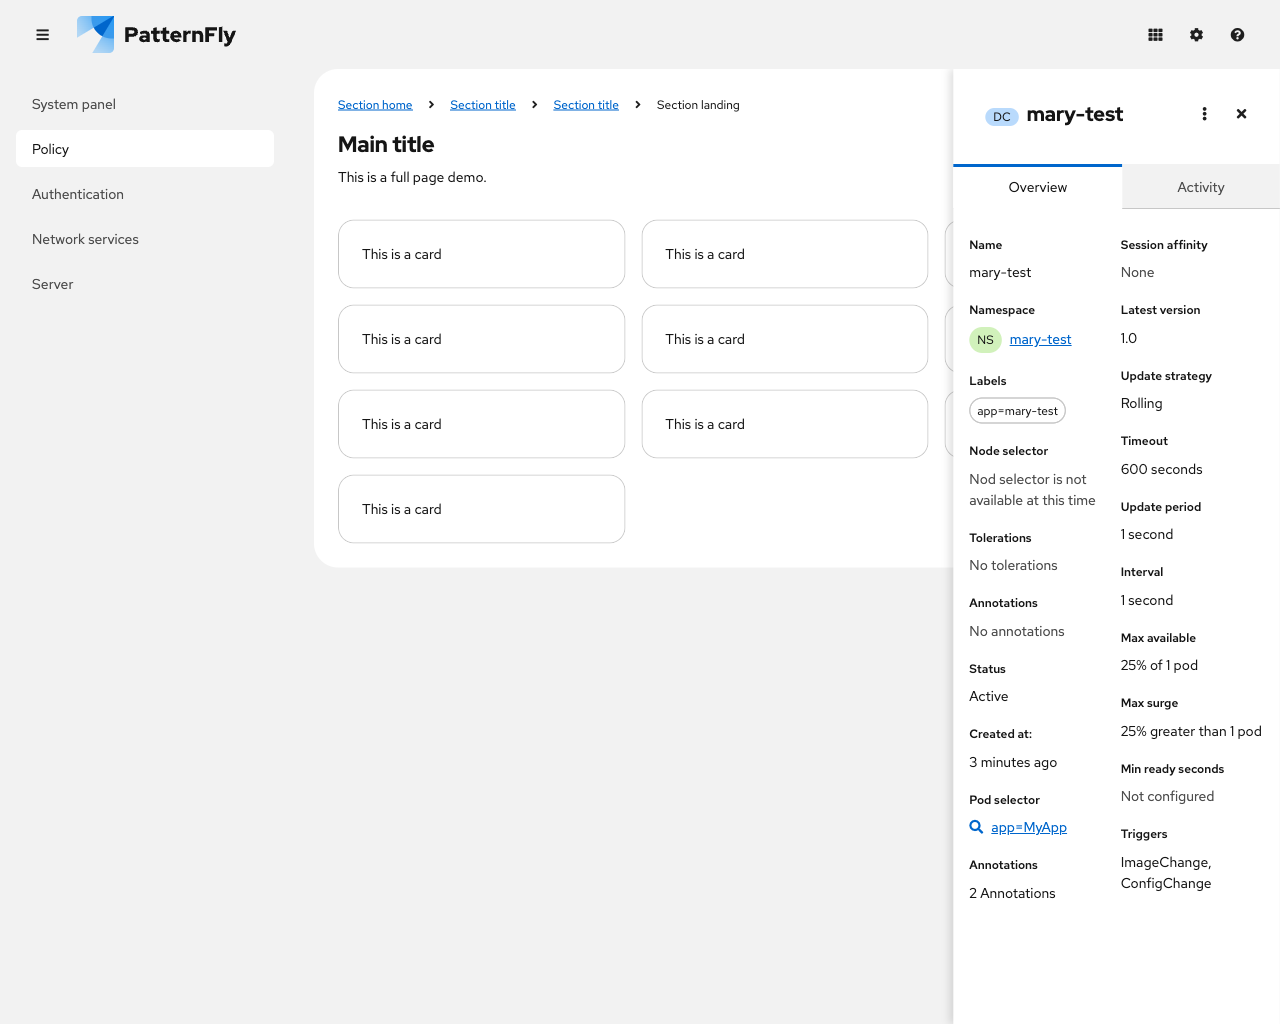 PatternFly
System panel
Policy
Authentication
Network services
Server
Section home
Section title
Section title
Section landing
Main title
This is a full page demo.
This is a card
This is a card
This is a card
This is a card
This is a card
This is a card
This is a card
DC
mary-test
Overview
Activity
Name
mary-test
Namespace
NS mary-test
Labels
app=mary-test
Node selector
Nod selector is not
available at this time
Tolerations
No tolerations
Annotations
No annotations
Status
Active
Created at:
3 minutes ago
Pod selector
app=MyApp
Annotations
2 Annotations
Session affinity
None
Latest version
1.0
Update strategy
Rolling
Timeout
600 seconds
Update period
1 second
Interval
1 second
Max available
25% of 1 pod
Max surge
25% greater than 1 pod
Min ready seconds
Not configured
Triggers
ImageChange,
ConfigChange